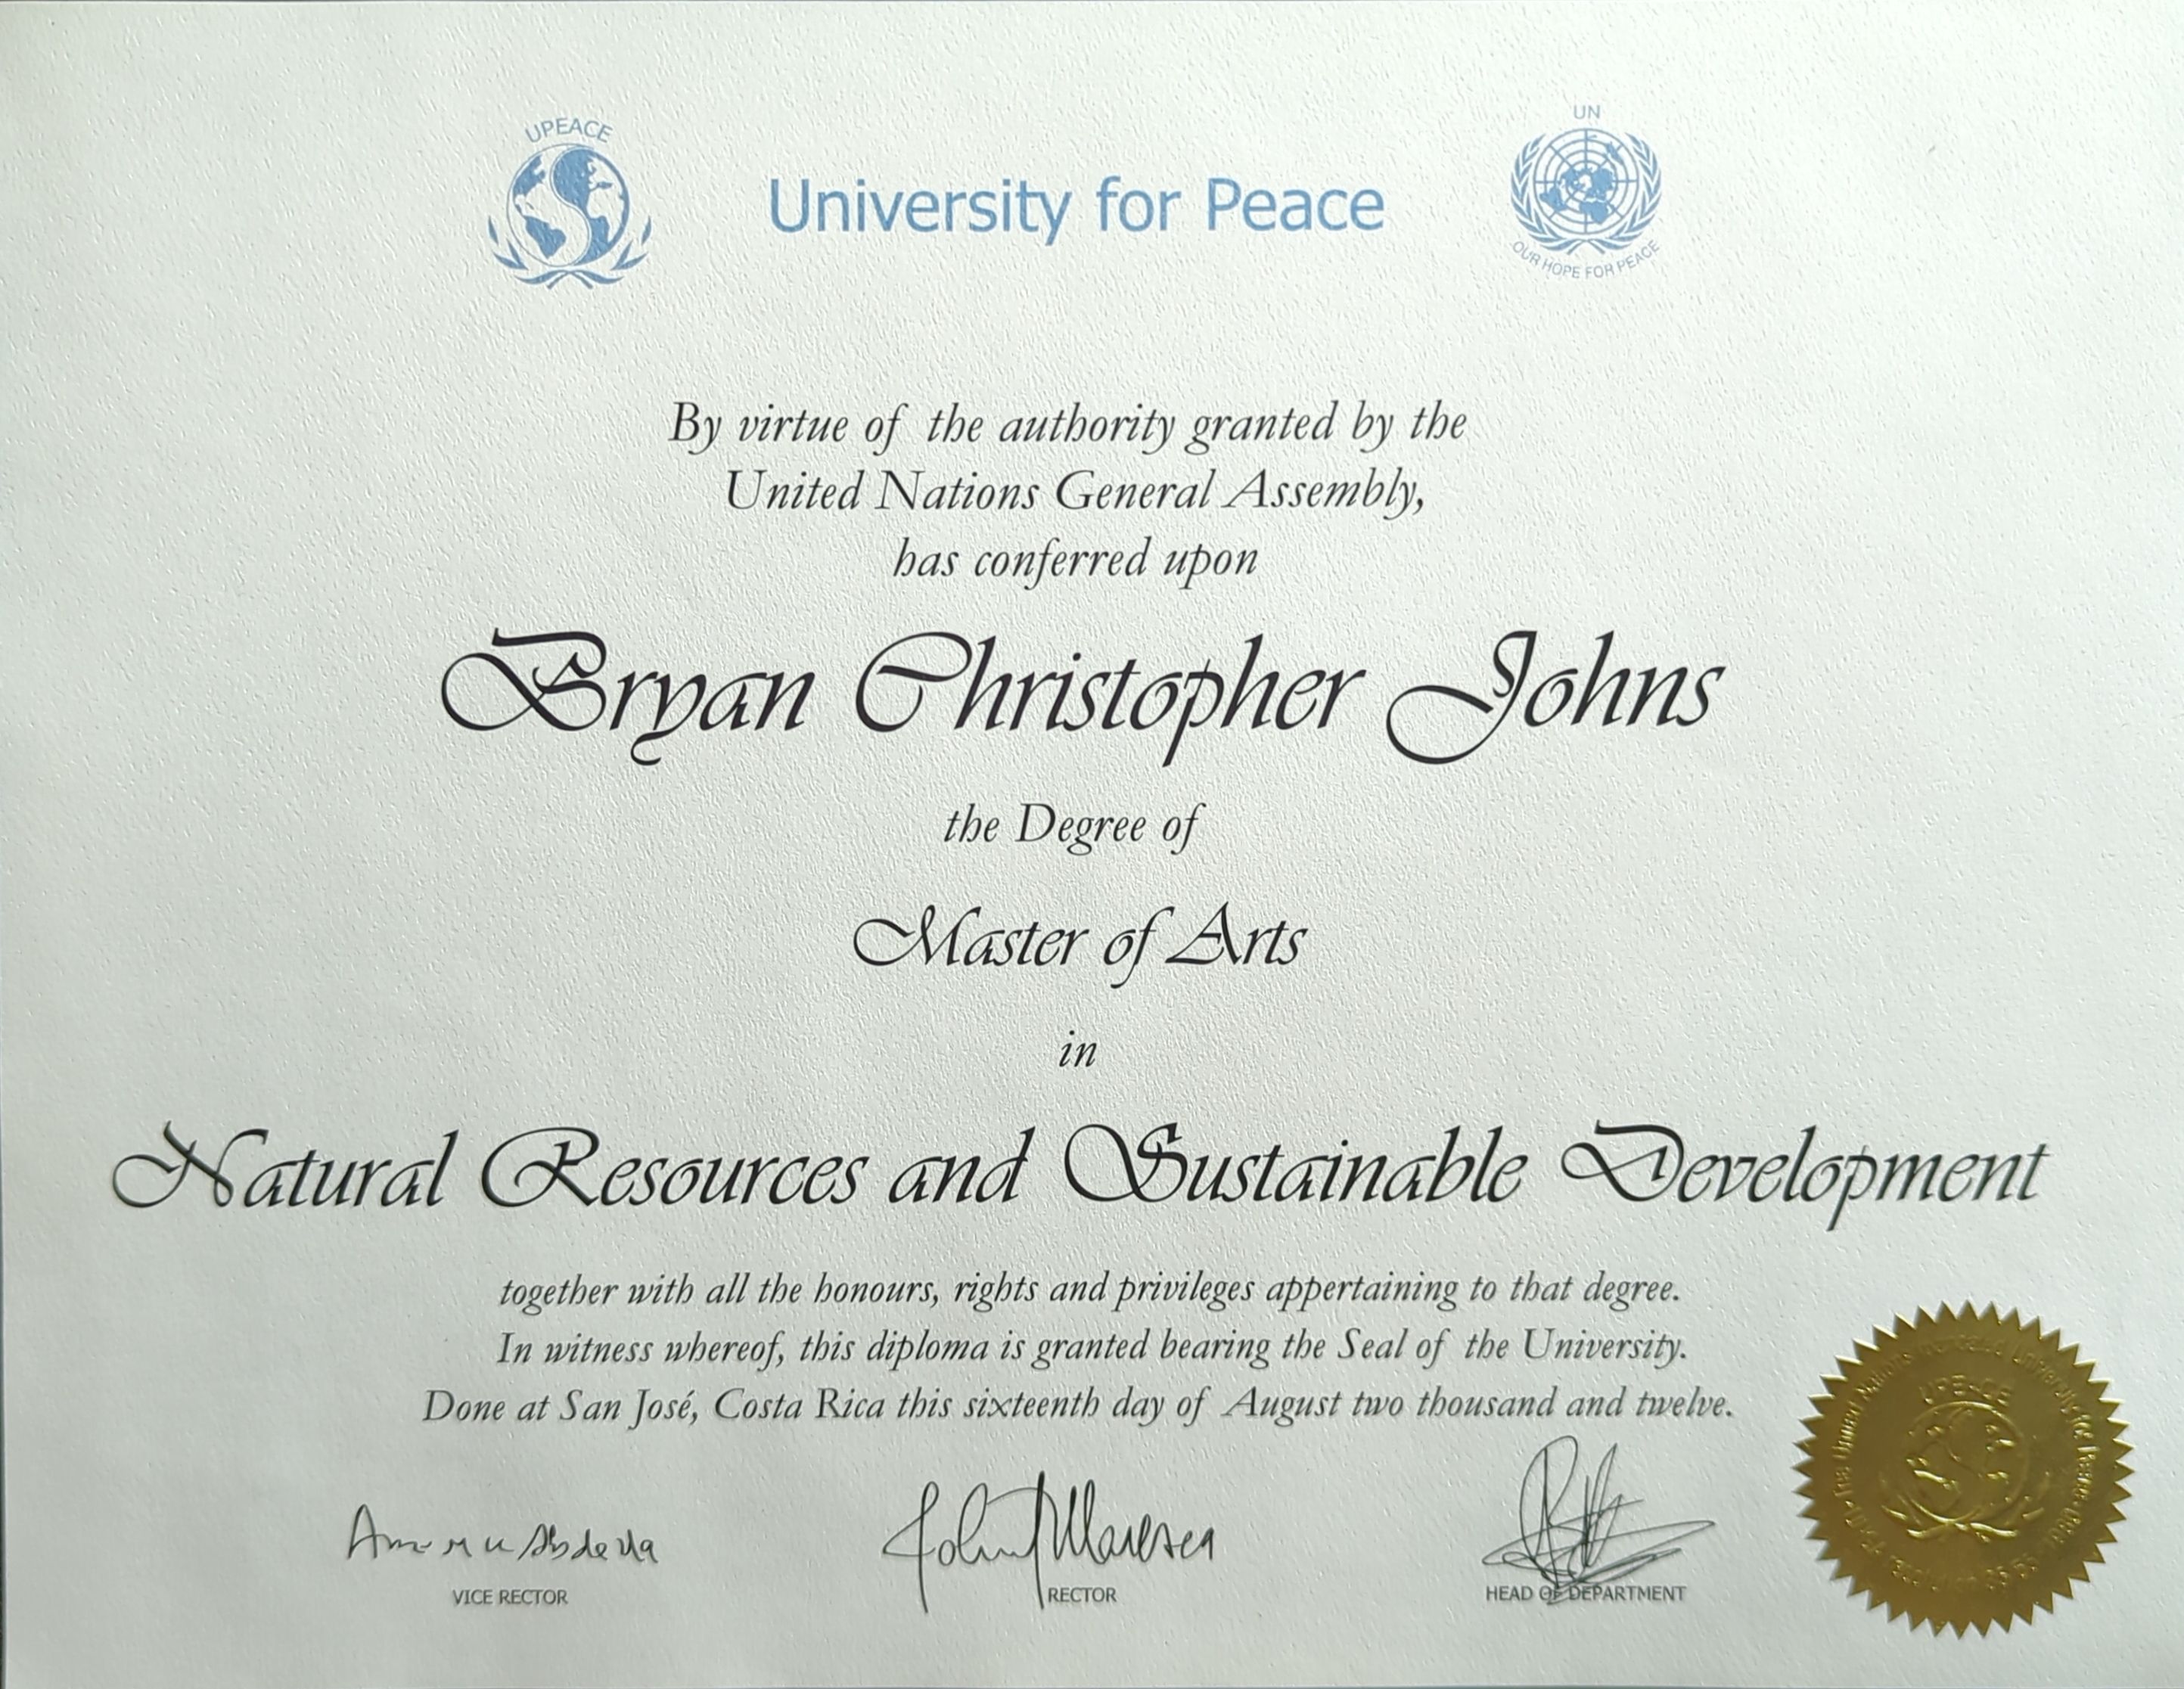 UPEACE
University for Peace
UN
OUR HOPE FOR PEACE
By virtue of the authority granted by the
United Nations General Assembly,
has conferred upon
Bryan Christopher Johns
the Degree of
Master of Arts
in
Natural Resources and Sustainable Development
together with all the honours, rights and privileges appertaining to that degree.
In witness whereof, this diploma is granted bearing the Seal of the University.
Done at San José, Costa Rica this sixteenth day of August two thousand and twelve.
VICE RECTOR
RECTOR
HEAD OF DEPARTMENT
UPEACE